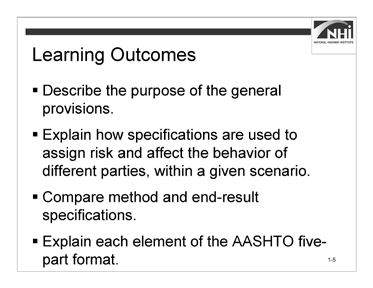 NHI
NATIONAL HIGHWAY INSTITUTE
Learning Outcomes
▪ Describe the purpose of the general
provisions.
▪ Explain how specifications are used to
assign risk and affect the behavior of
different parties, within a given scenario.
▪ Compare method and end-result
specifications.
▪ Explain each element of the AASHTO five-
part format.
1-5